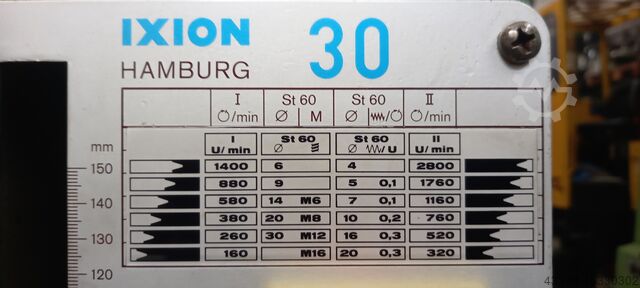 IXION 30
HAMBURG
I St 60 St 60 II
/min Ø M Ø /min
I St 60 St 60 II
mm U/min Ø Ø U U/min
150 1400 6 4 2800
880 9 5 0,1 1760
140 580 14 M6 7 0,1 1160
380 20 M8 10 0,2 760
130 260 30 M12 16 0,3 520
160 M16 20 0,3 320
120